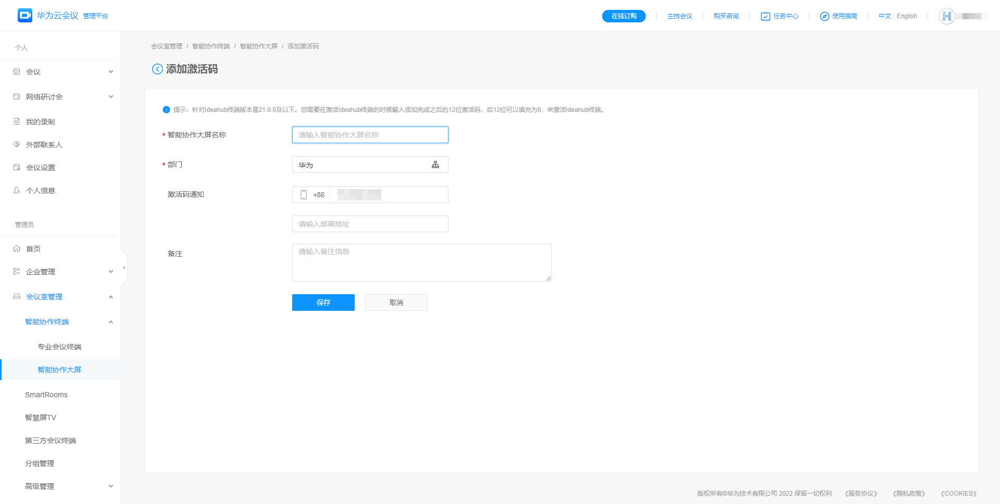 华为云会议 管理平台
在线订购 主持会议 购买咨询 任务中心 使用指南 中文 English
个人
会议
网络研讨会
我的录制
外部联系人
会议设置
个人信息
管理员
首页
企业管理
会议室管理
智能协作终端
专业会议终端
智能协作大屏
SmartRooms
智慧屏TV
第三方会议终端
分组管理
高级管理
会议室管理 / 智能协作终端 / 智能协作大屏 / 添加激活码
添加激活码
提示：针对Ideahub终端版本是21.0.0及以下。您需要在激活Ideahub终端的时候输入添加完成之后的12位激活码，后12位可以填充为0，来激活Ideahub终端。
* 智能协作大屏名称 请输入智能协作大屏名称
* 部门 华为
激活码通知 +86
请输入邮箱地址
备注 请输入备注信息
保存 取消
版权所有©华为技术有限公司 2022 保留一切权利 《服务协议》 《隐私政策》 《COOKIES》